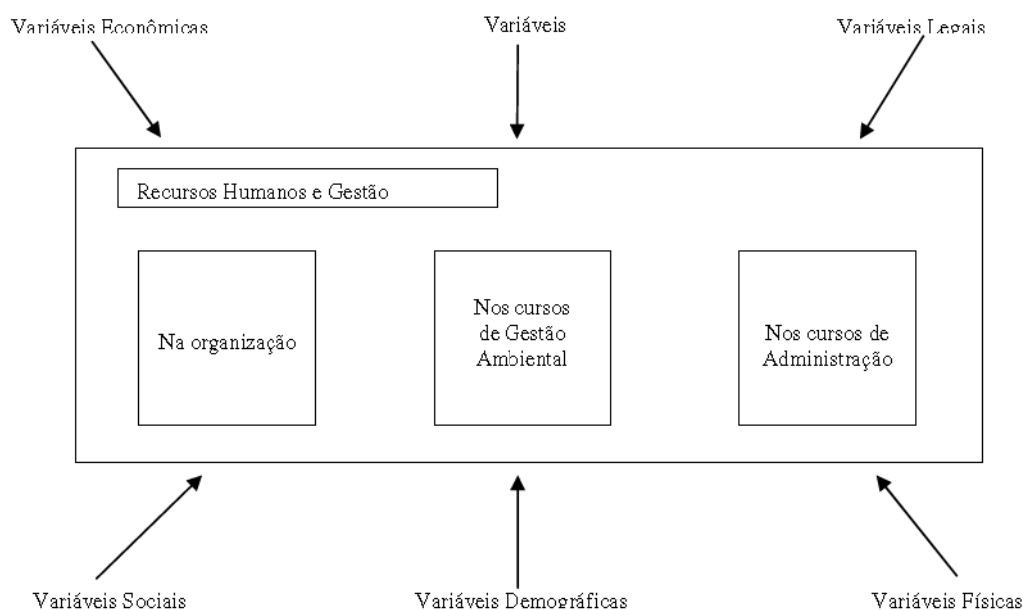 Variáveis Econômicas
Variáveis
Variáveis Legais
Recursos Humanos e Gestão
Na organização
Nos cursos
de Gestão
Ambiental
Nos cursos de
Administração
Variáveis Sociais
Variáveis Demográficas
Variáveis Físicas